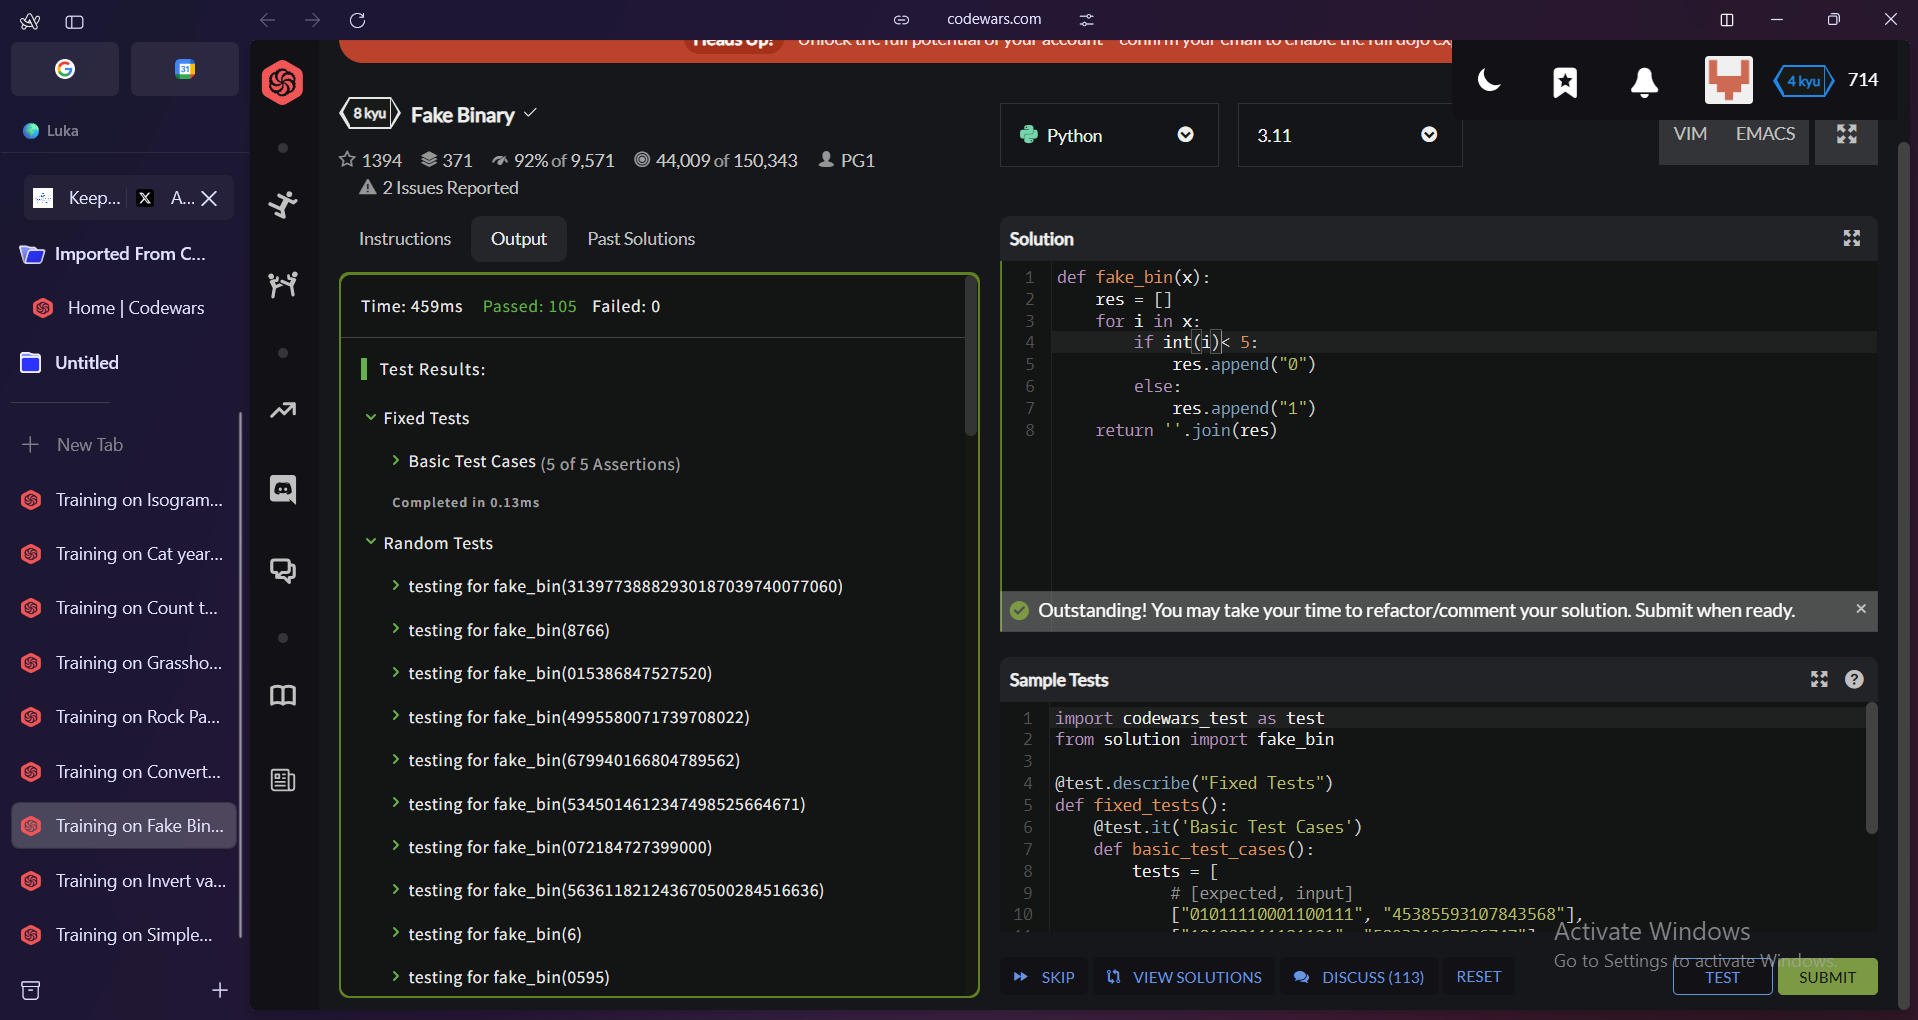 codewars.com
31
Luka
Keep...
A...
Imported From C...
Home | Codewars
Untitled
New Tab
Training on Isogram...
Training on Cat year...
Training on Count t...
Training on Grassho...
Training on Rock Pa...
Training on Convert...
Training on Fake Bin...
Training on Invert va...
Training on Simple...
Heads Up! Unlock the full potential of your account
confirm your email to enable the full dojo ex
4 kyu 714
8 kyu Fake Binary
1394 371 92% of 9,571 44,009 of 150,343 PG1
2 Issues Reported
Python
3.11
VIM EMACS
Instructions Output Past Solutions
Time: 459ms Passed: 105 Failed: 0
Test Results:
Fixed Tests
Basic Test Cases (5 of 5 Assertions)
Completed in 0.13ms
Random Tests
testing for fake_bin(313977388829301870397400​77060)
testing for fake_bin(8766)
testing for fake_bin(015386847527520)
testing for fake_bin(4995580071739708022)
testing for fake_bin(679940166804789562)
testing for fake_bin(5345014612347498525664671)
testing for fake_bin(072184727399000)
testing for fake_bin(563611821243670500284516636)
testing for fake_bin(6)
testing for fake_bin(0595)
Solution
1 def fake_bin(x):
2 res = []
3 for i in x:
4 if int(i)< 5:
5 res.append("0")
6 else:
7 res.append("1")
8 return ''.join(res)
Outstanding! You may take your time to refactor/comment your solution. Submit when ready.
Sample Tests
1 import codewars_test as test
2 from solution import fake_bin
3
4 @test.describe("Fixed Tests")
5 def fixed_tests():
6 @test.it('Basic Test Cases')
7 def basic_test_cases():
8 tests = [
9 # [expected, input]
10 ["01011110001100111", "45385593107843568"],
Activate Windows
Go to Settings to activate Windows.
SKIP VIEW SOLUTIONS DISCUSS (113) RESET TEST SUBMIT